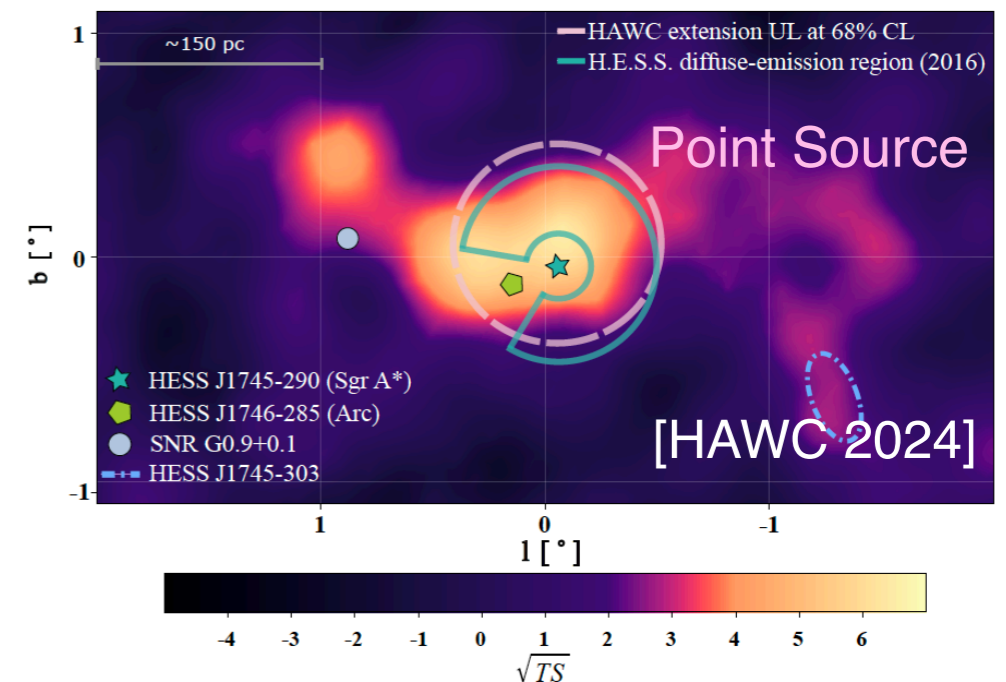 1
~150 pc
HAWC extension UL at 68% CL
H.E.S.S. diffuse-emission region (2016)
Point Source
b [°]
0
HESS J1745-290 (Sgr A*)
HESS J1746-285 (Arc)
SNR G0.9+0.1
HESS J1745-303
[HAWC 2024]
-1
1 0 -1
l [°]
-4 -3 -2 -1 0 1 2 3 4 5 6
√TS